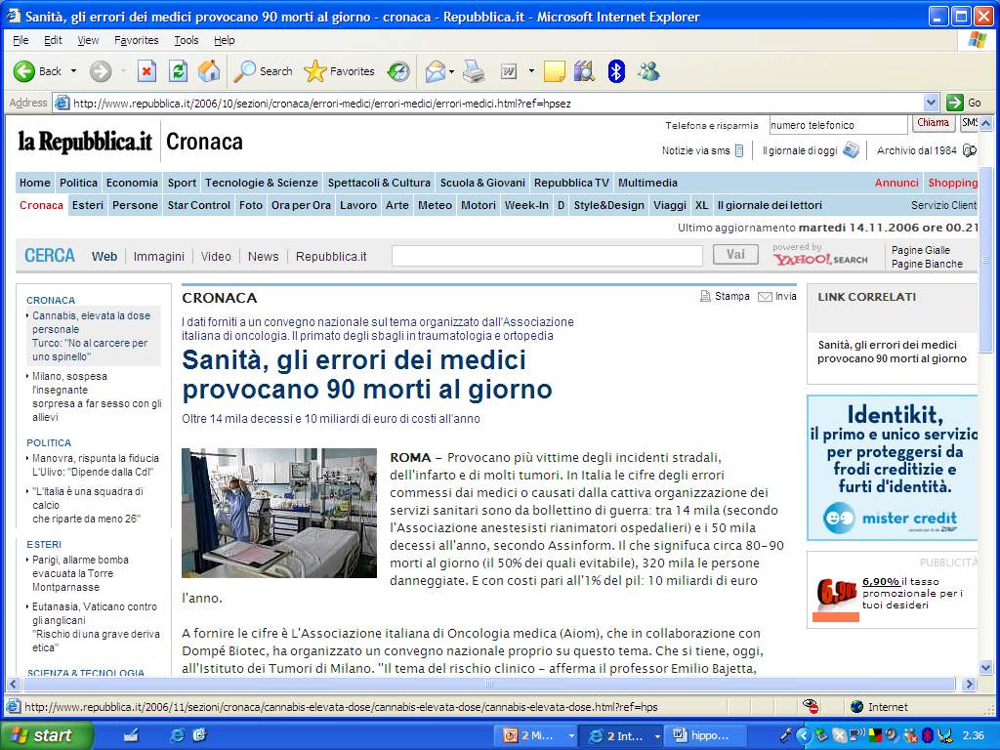 Sanità, gli errori dei medici provocano 90 morti al giorno - cronaca - Repubblica.it - Microsoft Internet Explorer
File Edit View Favorites Tools Help
Back Search Favorites
Address http://www.repubblica.it/2006/10/sezioni/cronaca/errori-medici/errori-medici/errori-medici.html?ref=hpsez Go
la Repubblica.it Cronaca
Telefona e risparmia numero telefonico Chiama SMS
Notizie via sms Il giornale di oggi Archivio dal 1984
Home Politica Economia Sport Tecnologie & Scienze Spettacoli & Cultura Scuola & Giovani Repubblica TV Multimedia Annunci Shopping
Cronaca Esteri Persone Star Control Foto Ora per Ora Lavoro Arte Meteo Motori Week-In D Style&Design Viaggi XL Il giornale dei lettori Servizio Client
Ultimo aggiornamento martedi 14.11.2006 ore 00.21
CERCA Web Immagini Video News Repubblica.it Vai powered by YAHOO! SEARCH
Pagine Gialle
Pagine Bianche
CRONACA
Cannabis, elevata la dose
personale
Turco: "No al carcere per
uno spinello"
Milano, sospesa
l'insegnante
sorpresa a far sesso con gli
allievi
POLITICA
Manovra, rispunta la fiducia
L'Ulivo: "Dipende dalla Cdl"
"L'Italia è una squadra di
calcio
che riparte da meno 26"
ESTERI
Parigi, allarme bomba
evacuata la Torre
Montparnasse
Eutanasia, Vaticano contro
gli anglicani
"Rischio di una grave deriva
etica"
SCIENZA & TECNOLOGIA
CRONACA Stampa Invia
I dati forniti a un convegno nazionale sul tema organizzato dall'Associazione
italiana di oncologia. Il primato degli sbagli in traumatologia e ortopedia
Sanità, gli errori dei medici
provocano 90 morti al giorno
Oltre 14 mila decessi e 10 miliardi di euro di costi all'anno
ROMA - Provocano più vittime degli incidenti stradali,
dell'infarto e di molti tumori. In Italia le cifre degli errori
commessi dai medici o causati dalla cattiva organizzazione dei
servizi sanitari sono da bollettino di guerra: tra 14 mila (secondo
l'Associazione anestesisti rianimatori ospedalieri) e i 50 mila
decessi all'anno, secondo Assinform. Il che signifuca circa 80-90
morti al giorno (il 50% dei quali evitabile), 320 mila le persone
danneggiate. E con costi pari all'1% del pil: 10 miliardi di euro
l'anno.
A fornire le cifre è L'Associazione italiana di Oncologia medica (Aiom), che in collaborazione con
Dompé Biotec, ha organizzato un convegno nazionale proprio su questo tema. Che si tiene, oggi,
all'Istituto dei Tumori di Milano. "Il tema del rischio clinico - afferma il professor Emilio Bajetta,
LINK CORRELATI
Sanità, gli errori dei medici
provocano 90 morti al giorno
Identikit,
il primo e unico servizio
per proteggersi da
frodi creditizie e
furti d'identità.
mister credit
PUBBLICITÀ
6,9%
6,90% il tasso
promozionale per i
tuoi desideri
http://www.repubblica.it/2006/11/sezioni/cronaca/cannabis-elevata-dose/cannabis-elevata-dose/cannabis-elevata-dose.html?ref=hps Internet
start 2 Mi... 2 Int... hippo... 2.36